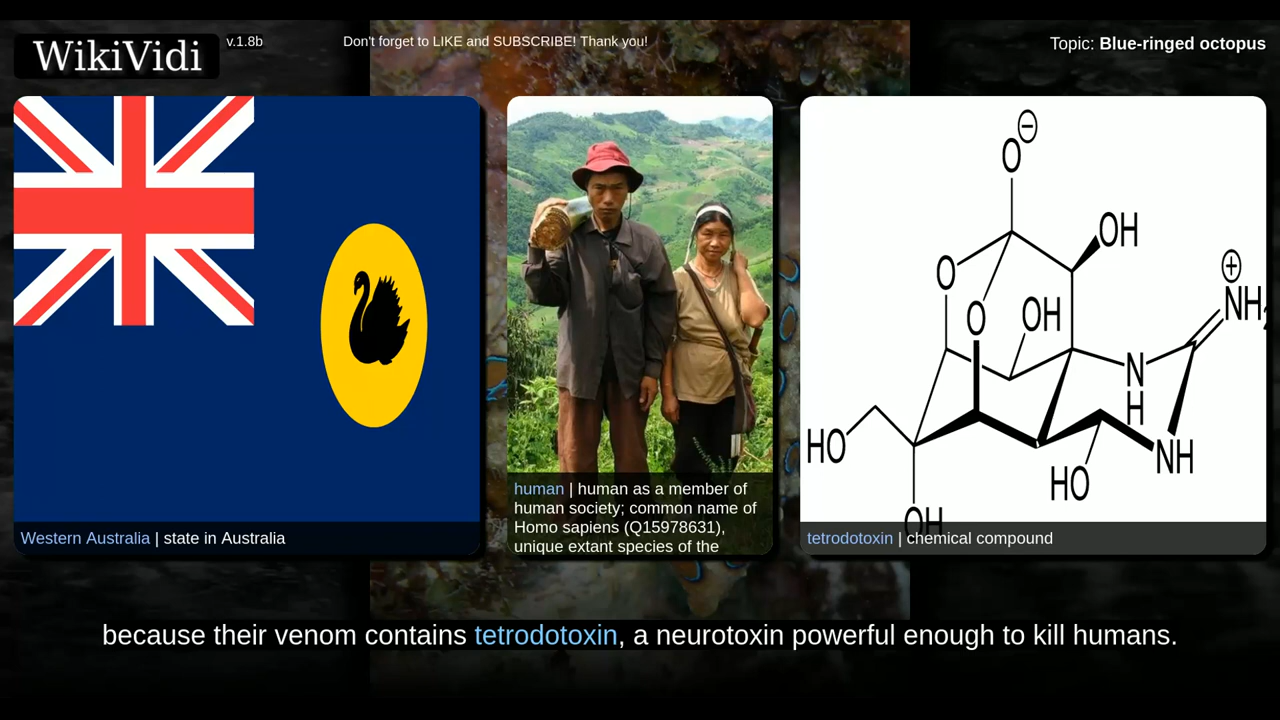 WikiVidi v.1.8b Don't forget to LIKE and SUBSCRIBE! Thank you! Topic: Blue-ringed octopus
Western Australia | state in Australia
human | human as a member of
human society; common name of
Homo sapiens (Q15978631),
unique extant species of the
O
OH
O
O
OH
NH2
N
H
HO
NH
HO
OH
tetrodotoxin | chemical compound
because their venom contains tetrodotoxin, a neurotoxin powerful enough to kill humans.